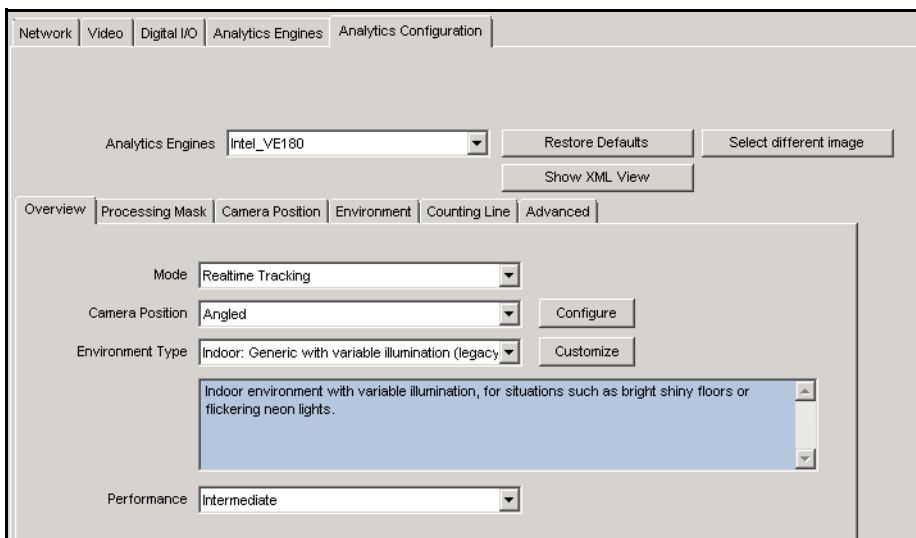 Network Video Digital I/O Analytics Engines Analytics Configuration
Analytics Engines Intel_VE180 Restore Defaults Select different image
Show XML View
Overview Processing Mask Camera Position Environment Counting Line Advanced
Mode Realtime Tracking
Camera Position Angled Configure
Environment Type Indoor: Generic with variable illumination (legacy Customize
Indoor environment with variable illumination, for situations such as bright shiny floors or
flickering neon lights.
Performance Intermediate